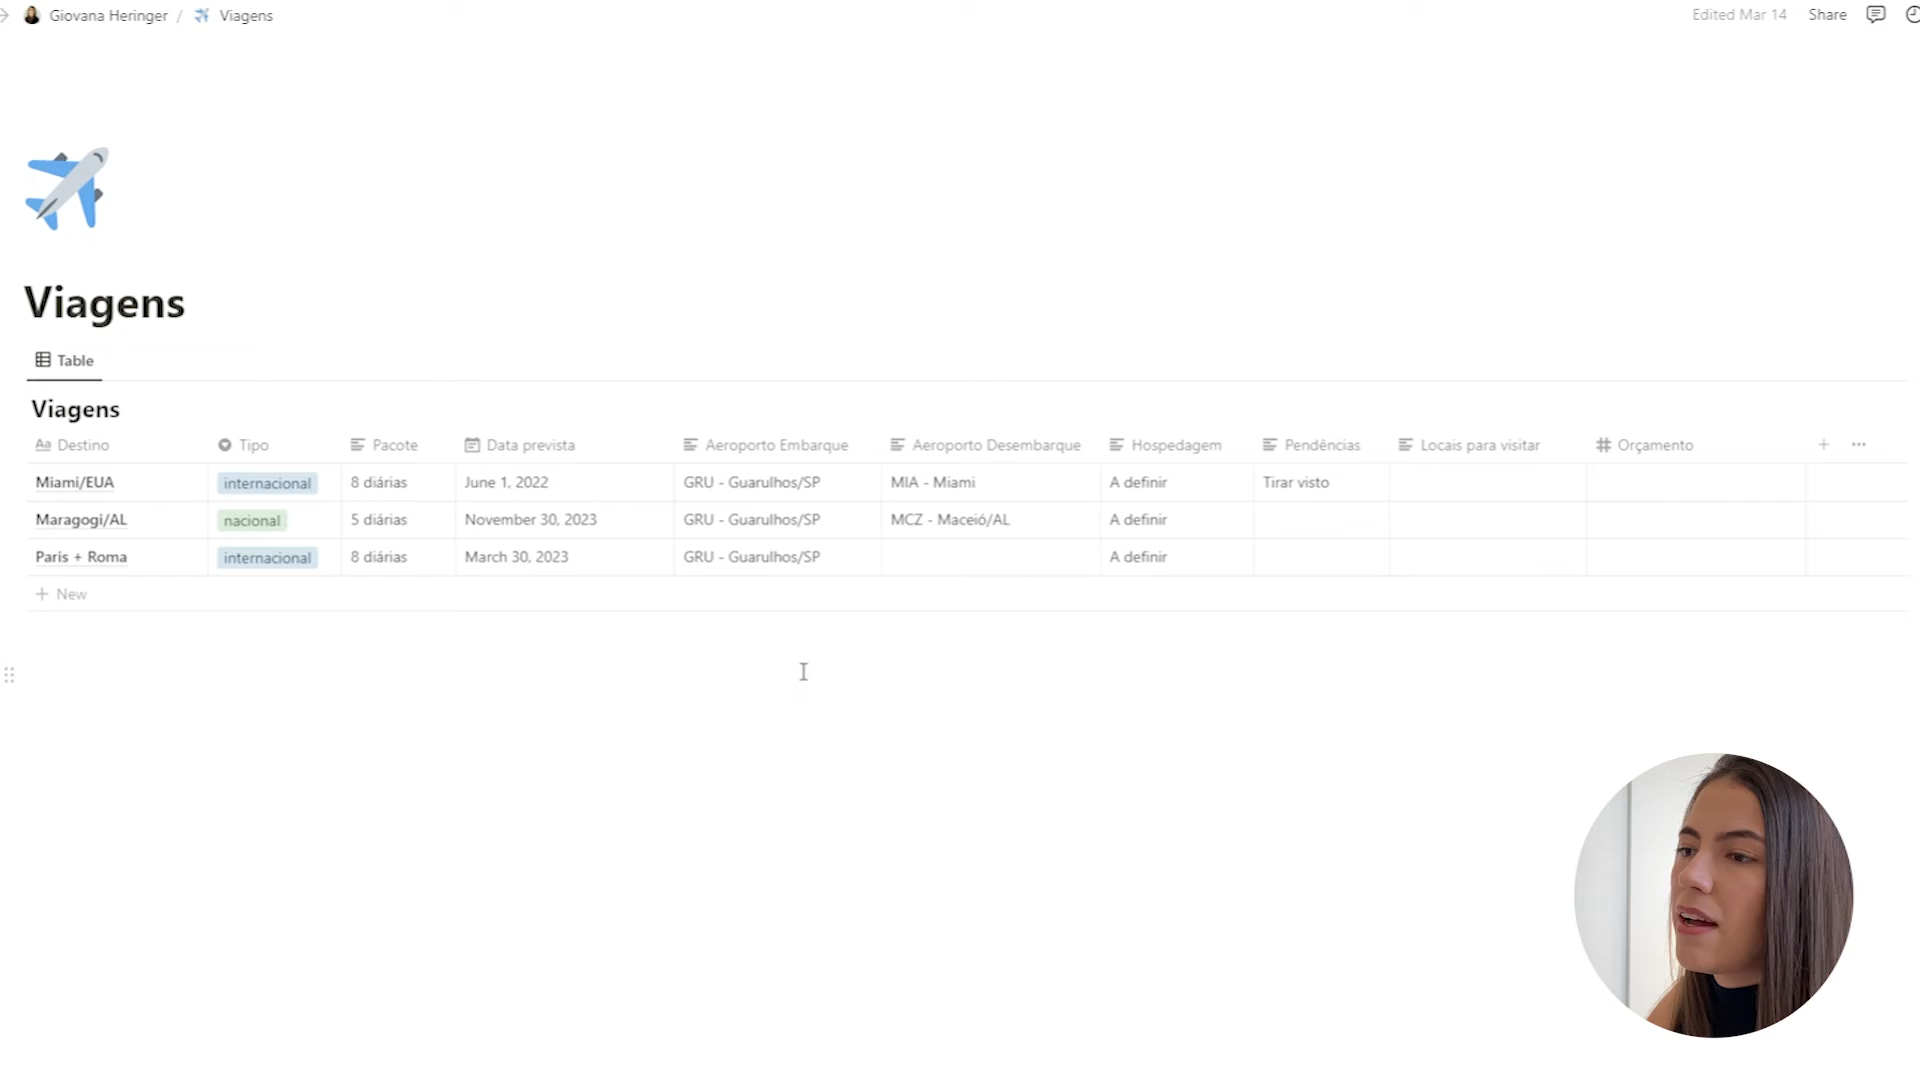 Giovana Heringer / Viagens
Edited Mar 14 Share
Viagens
Table
Viagens
Aa Destino Tipo Pacote Data prevista Aeroporto Embarque Aeroporto Desembarque Hospedagem Pendências Locais para visitar # Orçamento + ...
Miami/EUA internacional 8 diárias June 1, 2022 GRU - Guarulhos/SP MIA - Miami A definir Tirar visto
Maragogi/AL nacional 5 diárias November 30, 2023 GRU - Guarulhos/SP MCZ - Maceió/AL A definir
Paris + Roma internacional 8 diárias March 30, 2023 GRU - Guarulhos/SP A definir
+ New